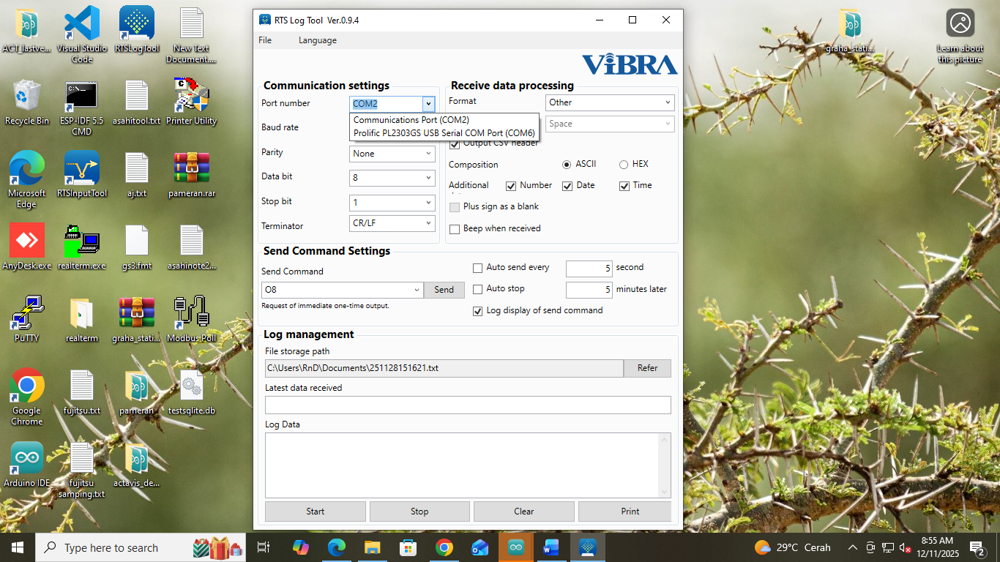 ACT_lastve...
Visual Studio
Code
RTSLogTool
New Text
Document....
Recycle Bin
ESP-IDF 5.5
CMD
asahitool.txt
Printer Utility
Microsoft
Edge
RTSInputTool
aj.txt
pameran.rar
AnyDesk.exe
realterm.exe
gs3.fmt
asahinote2...
PuTTY
realterm
graha_stati...
Modbus Poll
Google
Chrome
fujitsu.txt
pameran
testsqlite.db
Arduino IDE
fujitsu
samping.txt
actavis_de...
RTS Log Tool Ver.0.9.4
File
Language
ViBRA
Communication settings
Port number
COM2
Communications Port (COM2)
Prolific PL2303GS USB Serial COM Port (COM6)
Baud rate
Parity
None
Data bit
8
Stop bit
1
Terminator
CR/LF
Receive data processing
Format
Other
Space
Output CSV header
Composition
ASCII
HEX
Additional
Number
Date
Time
Plus sign as a blank
Beep when received
Send Command Settings
Send Command
O8
Send
Request of immediate one-time output.
Auto send every
5
second
Auto stop
5
minutes later
Log display of send command
Log management
File storage path
C:\Users\RnD\Documents\251128151621.txt
Refer
Latest data received
Log Data
Start
Stop
Clear
Print
graha_stati...
Learn about
this picture
Type here to search
29°C Cerah
8:55 AM
12/11/2025
2